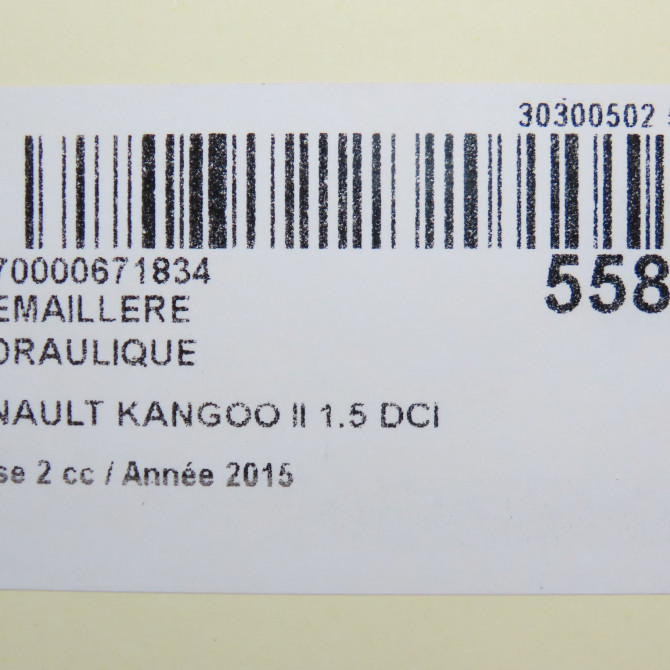 30300502
70000671834
558
EMAILLERE
DRAULIQUE
NAULT KANGOO II 1.5 DCI
se 2 cc / Année 2015